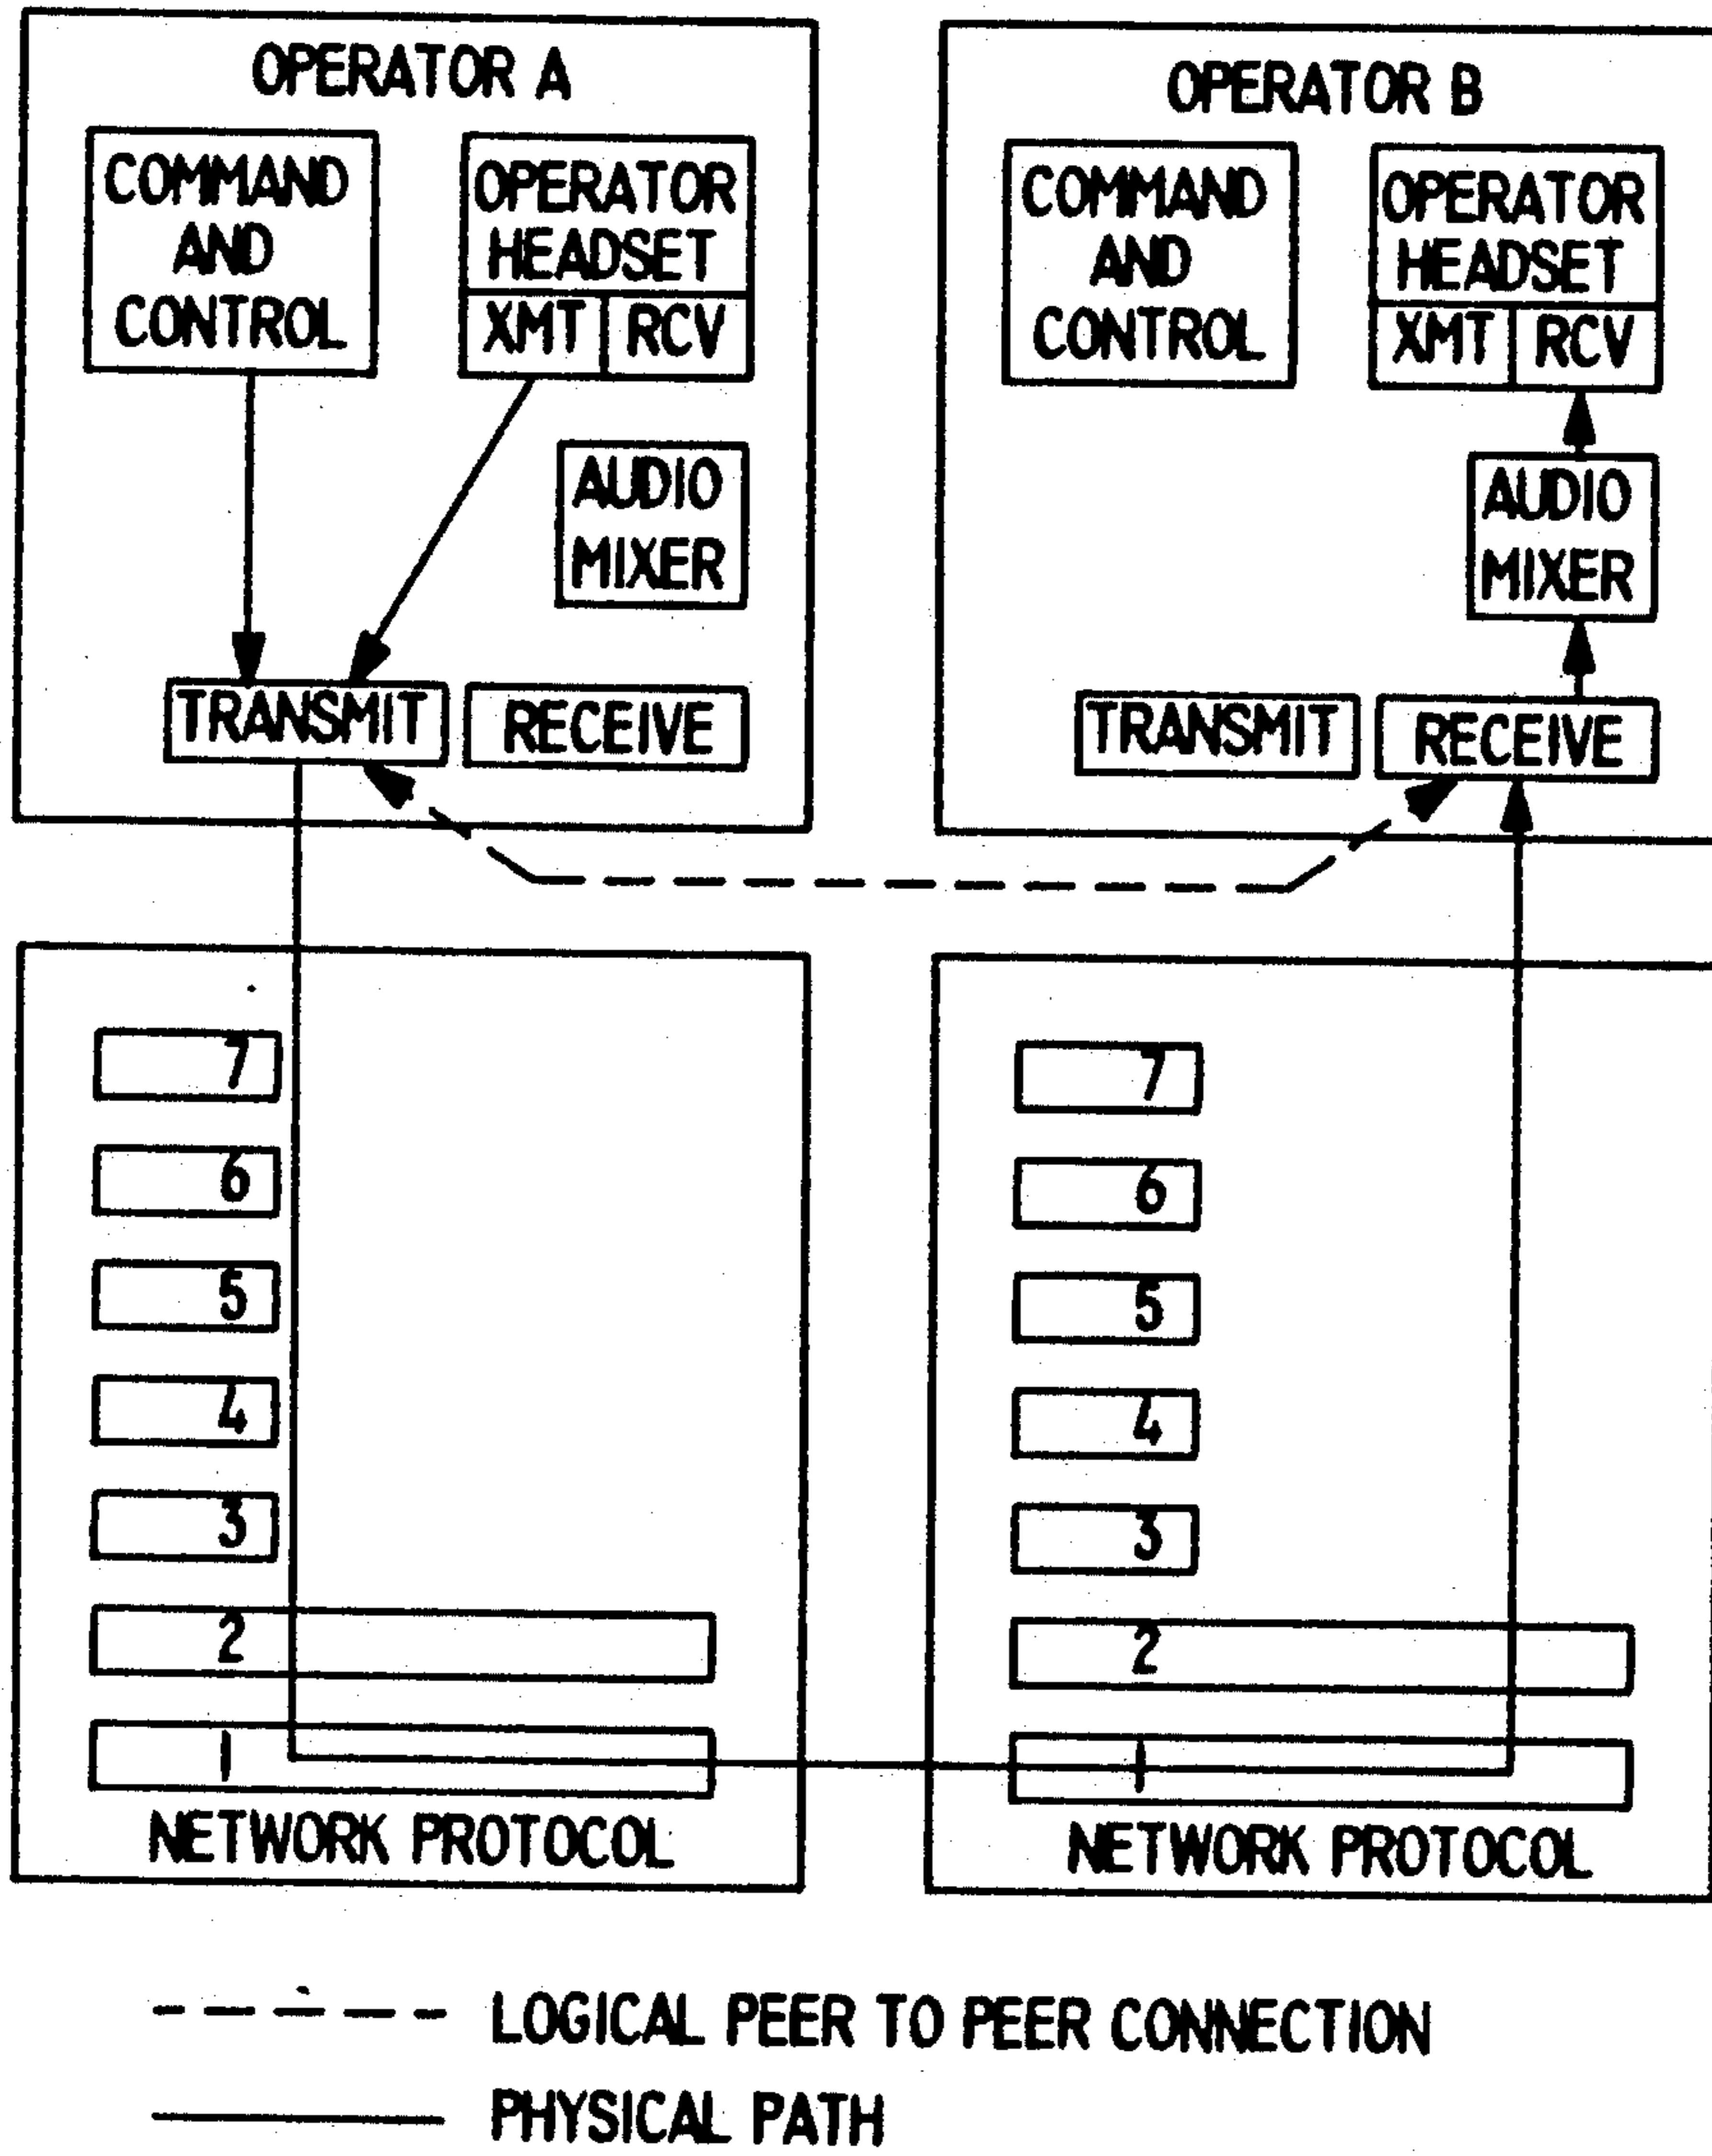 OPERATOR A
COMMAND
AND
CONTROL
OPERATOR
HEADSET
XMT
RCV
AUDIO
MIXER
TRANSMIT
RECEIVE
OPERATOR B
COMMAND
AND
CONTROL
OPERATOR
HEADSET
XMT
RCV
AUDIO
MIXER
TRANSMIT
RECEIVE
7
6
5
4
3
2
1
NETWORK PROTOCOL
7
6
5
4
3
2
1
NETWORK PROTOCOL
LOGICAL PEER TO PEER CONNECTION
PHYSICAL PATH